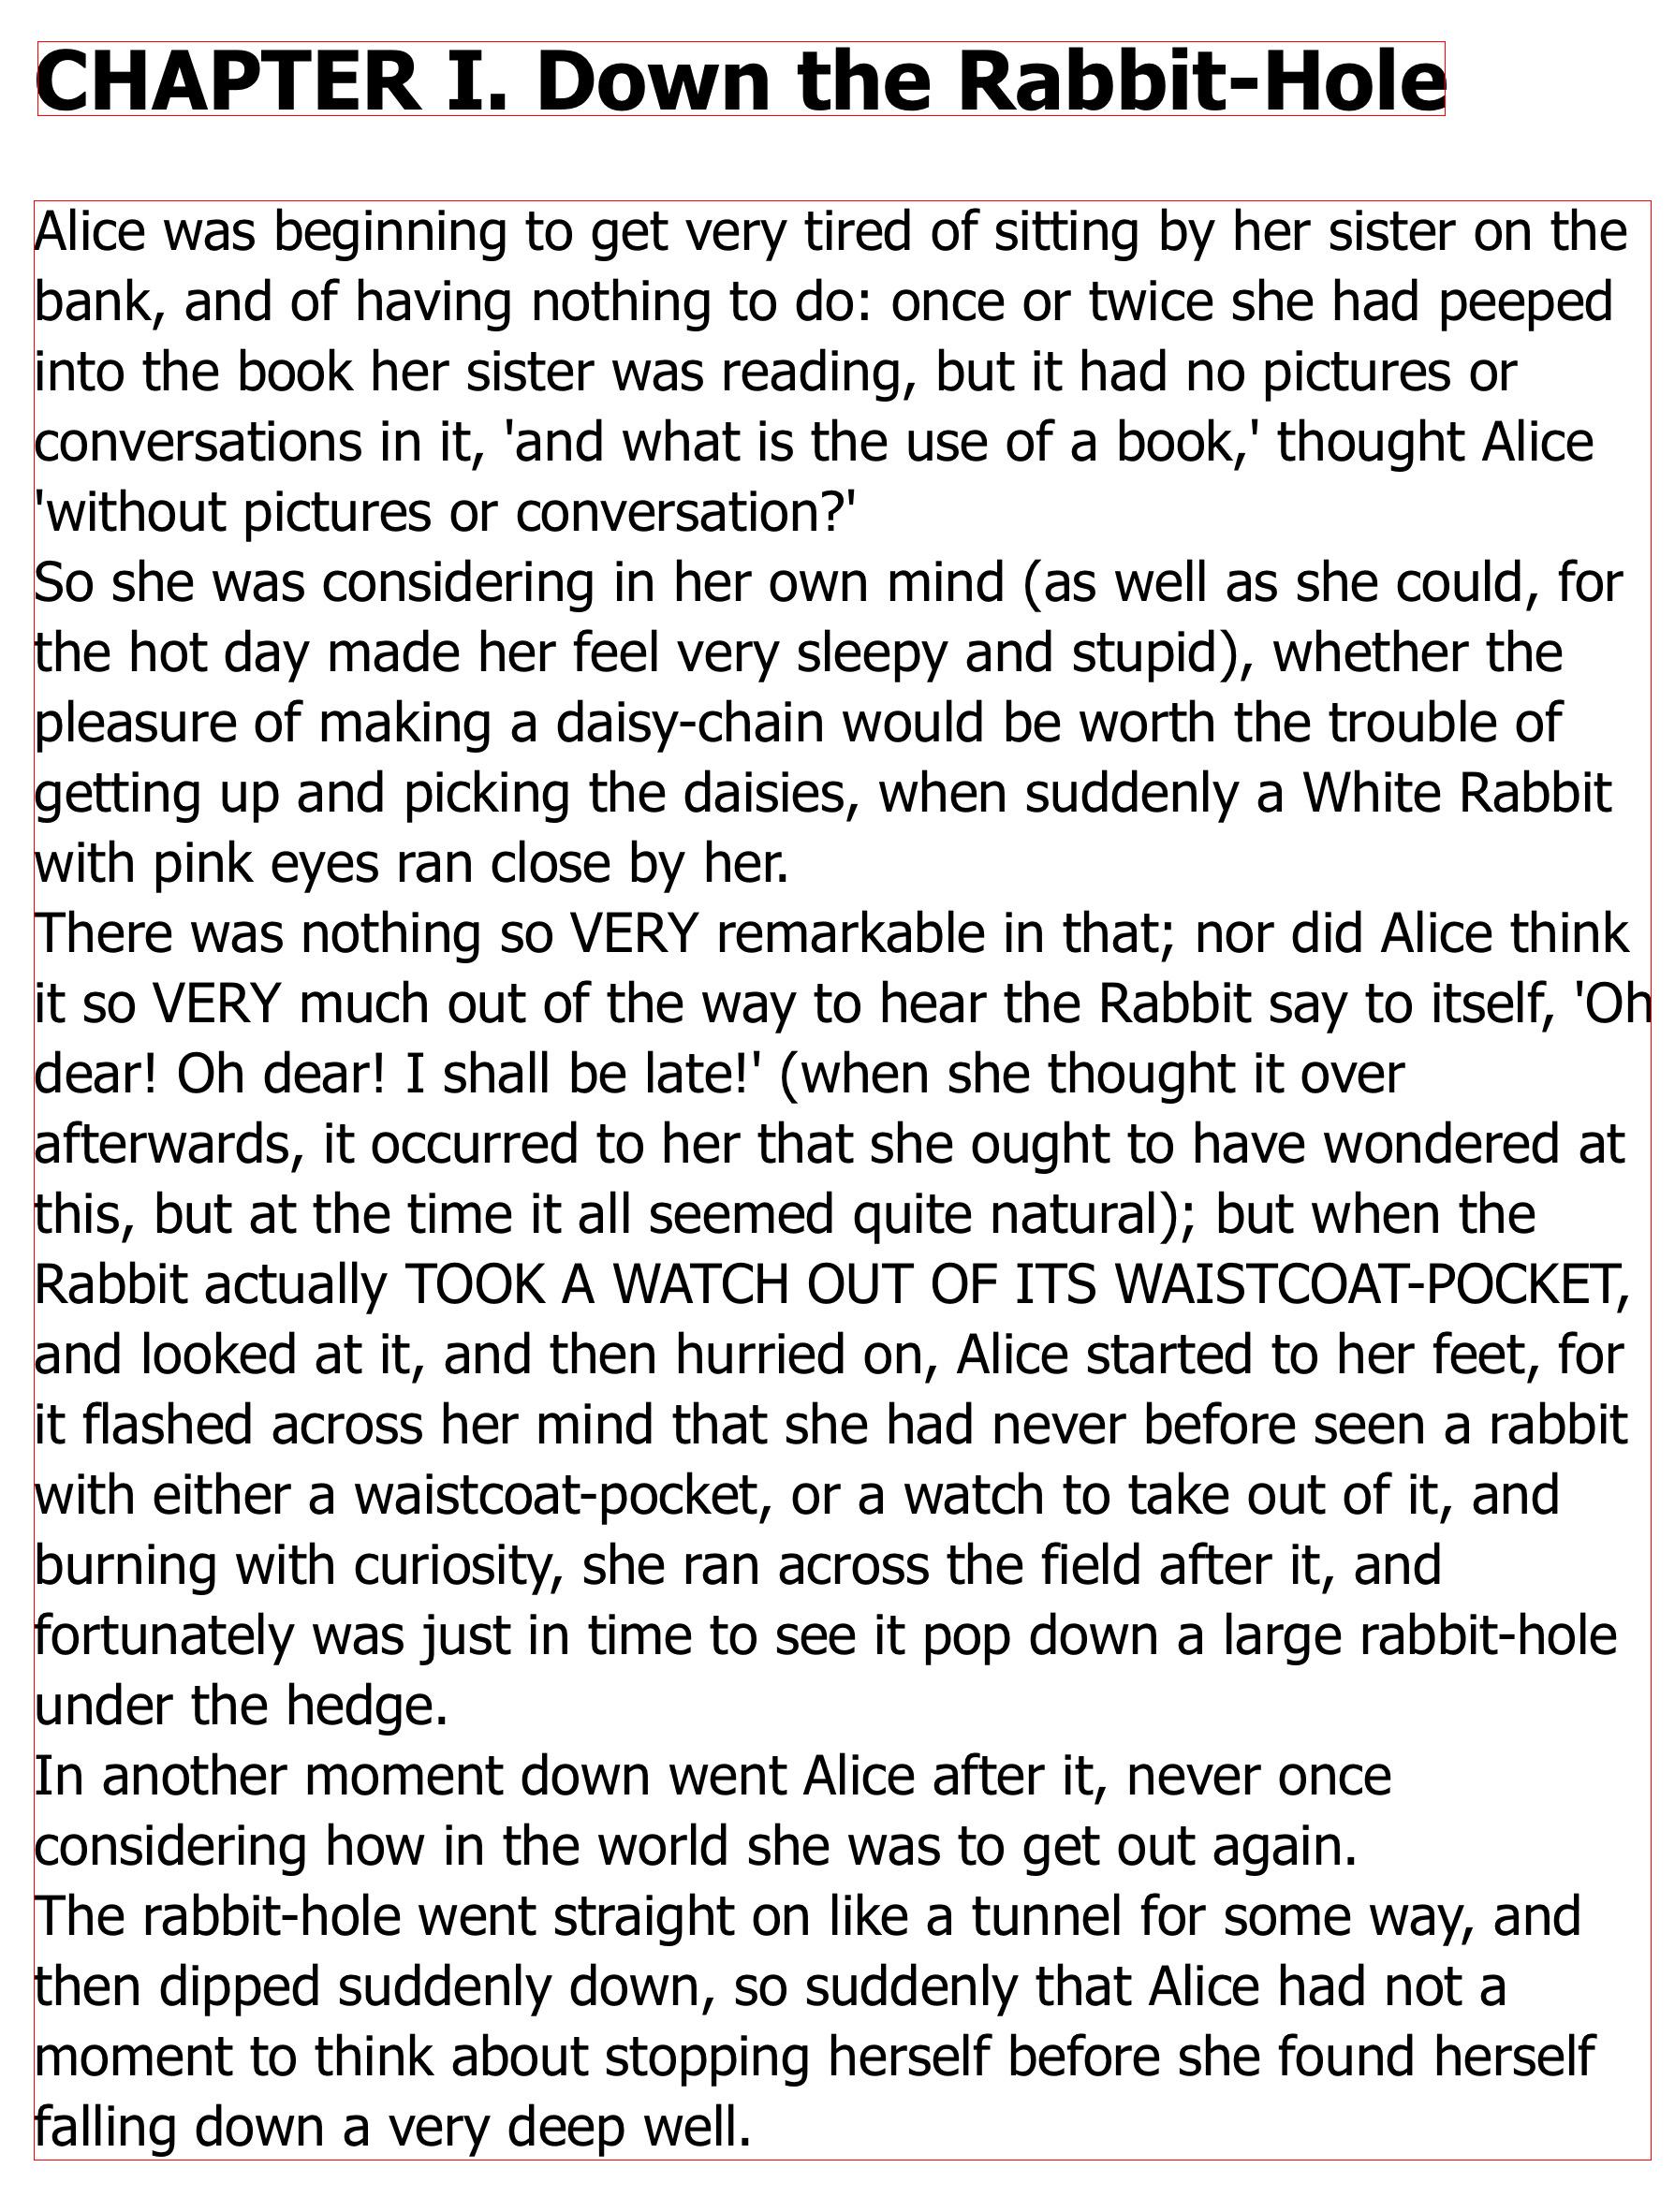 CHAPTER I. Down the Rabbit-Hole
Alice was beginning to get very tired of sitting by her sister on the
bank, and of having nothing to do: once or twice she had peeped
into the book her sister was reading, but it had no pictures or
conversations in it, 'and what is the use of a book,' thought Alice
'without pictures or conversation?'
So she was considering in her own mind (as well as she could, for
the hot day made her feel very sleepy and stupid), whether the
pleasure of making a daisy-chain would be worth the trouble of
getting up and picking the daisies, when suddenly a White Rabbit
with pink eyes ran close by her.
There was nothing so VERY remarkable in that; nor did Alice think
it so VERY much out of the way to hear the Rabbit say to itself, 'Oh
dear! Oh dear! I shall be late!' (when she thought it over
afterwards, it occurred to her that she ought to have wondered at
this, but at the time it all seemed quite natural); but when the
Rabbit actually TOOK A WATCH OUT OF ITS WAISTCOAT-POCKET,
and looked at it, and then hurried on, Alice started to her feet, for
it flashed across her mind that she had never before seen a rabbit
with either a waistcoat-pocket, or a watch to take out of it, and
burning with curiosity, she ran across the field after it, and
fortunately was just in time to see it pop down a large rabbit-hole
under the hedge.
In another moment down went Alice after it, never once
considering how in the world she was to get out again.
The rabbit-hole went straight on like a tunnel for some way, and
then dipped suddenly down, so suddenly that Alice had not a
moment to think about stopping herself before she found herself
falling down a very deep well.